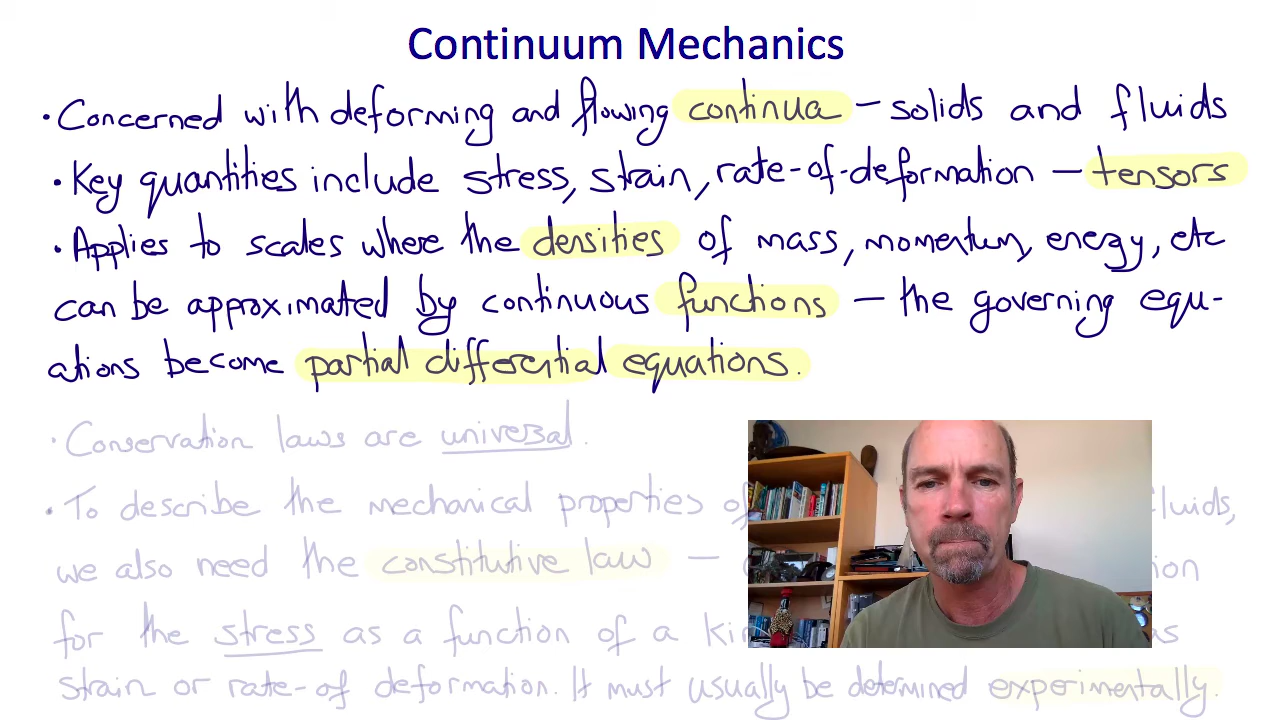 Continuum Mechanics
• Concerned with deforming and flowing continua – solids and fluids
• Key quantities include stress, strain, rate-of-deformation – tensors
• Applies to scales where the densities of mass, momentum, energy, etc
can be approximated by continuous functions – the governing equ-
ations become partial differential equations.
• Conservation laws are universal.
• To describe the mechanical properties of fluids,
we also need the constitutive law –
for the stress as a function of a
strain or rate-of deformation. It must usually be determined experimentally.